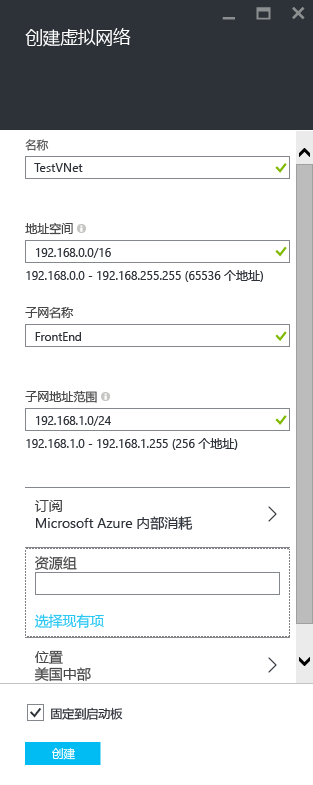 创建虚拟网络
名称
TestVNet
地址空间
192.168.0.0/16
192.168.0.0 - 192.168.255.255 (65536 个地址)
子网名称
FrontEnd
子网地址范围
192.168.1.0/24
192.168.1.0 - 192.168.1.255 (256 个地址)
订阅
Microsoft Azure 内部消耗
资源组
选择现有项
位置
美国中部
固定到启动板
创建